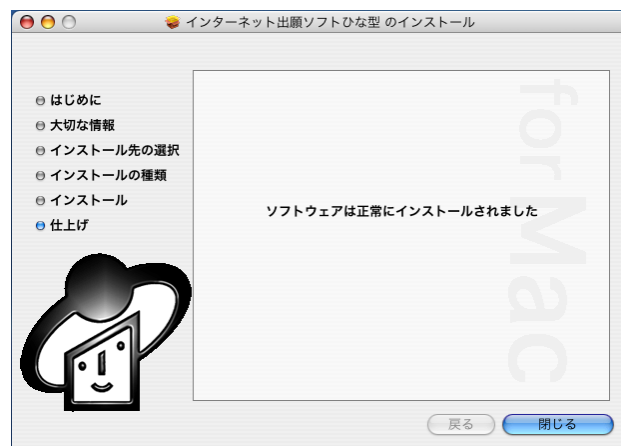 インターネット出願ソフトひな型 のインストール
はじめに
大切な情報
インストール先の選択
インストールの種類
インストール
仕上げ
ソフトウェアは正常にインストールされました
for Mac
戻る
閉じる